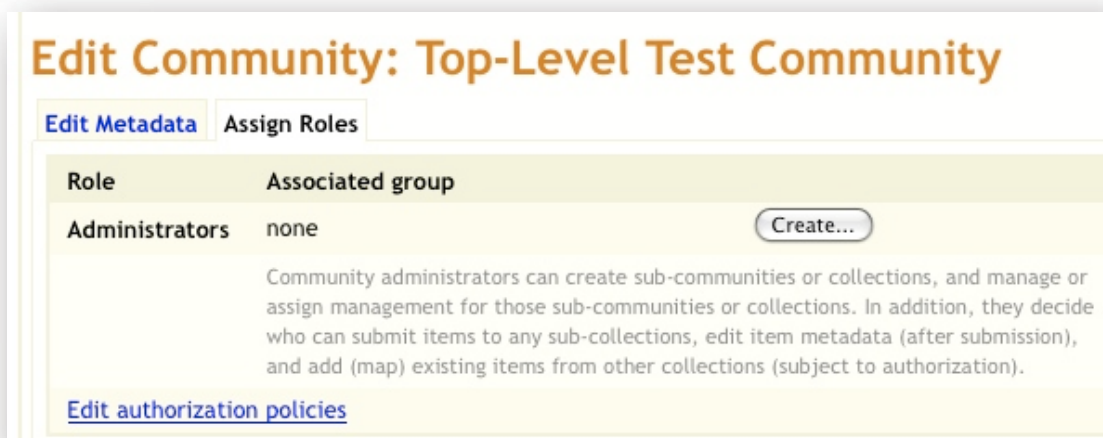 Edit Community: Top-Level Test Community
Edit Metadata Assign Roles
Role Associated group
Administrators none Create...
Community administrators can create sub-communities or collections, and manage or
assign management for those sub-communities or collections. In addition, they decide
who can submit items to any sub-collections, edit item metadata (after submission),
and add (map) existing items from other collections (subject to authorization).
Edit authorization policies